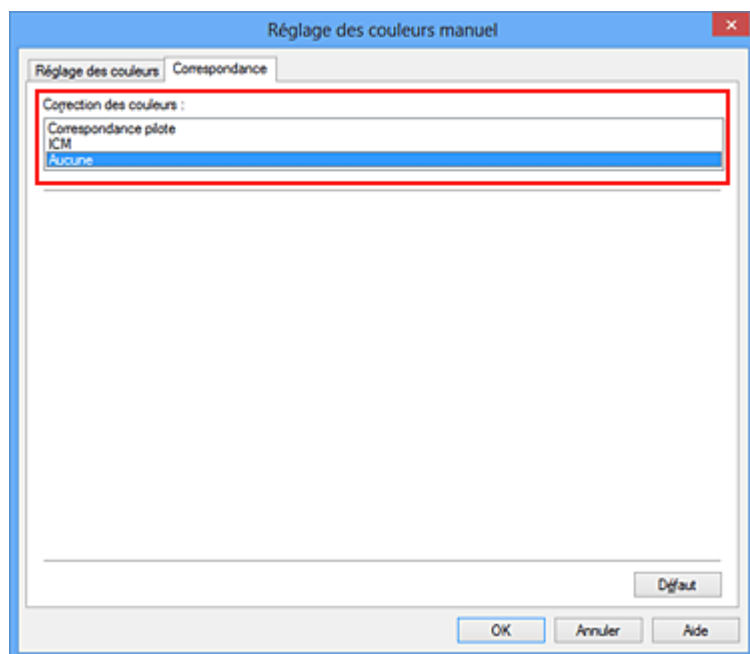 Réglage des couleurs manuel
Réglage des couleurs Correspondance
Correction des couleurs :
Correspondance pilote
ICM
Aucune
Défaut
OK Annuler Aide